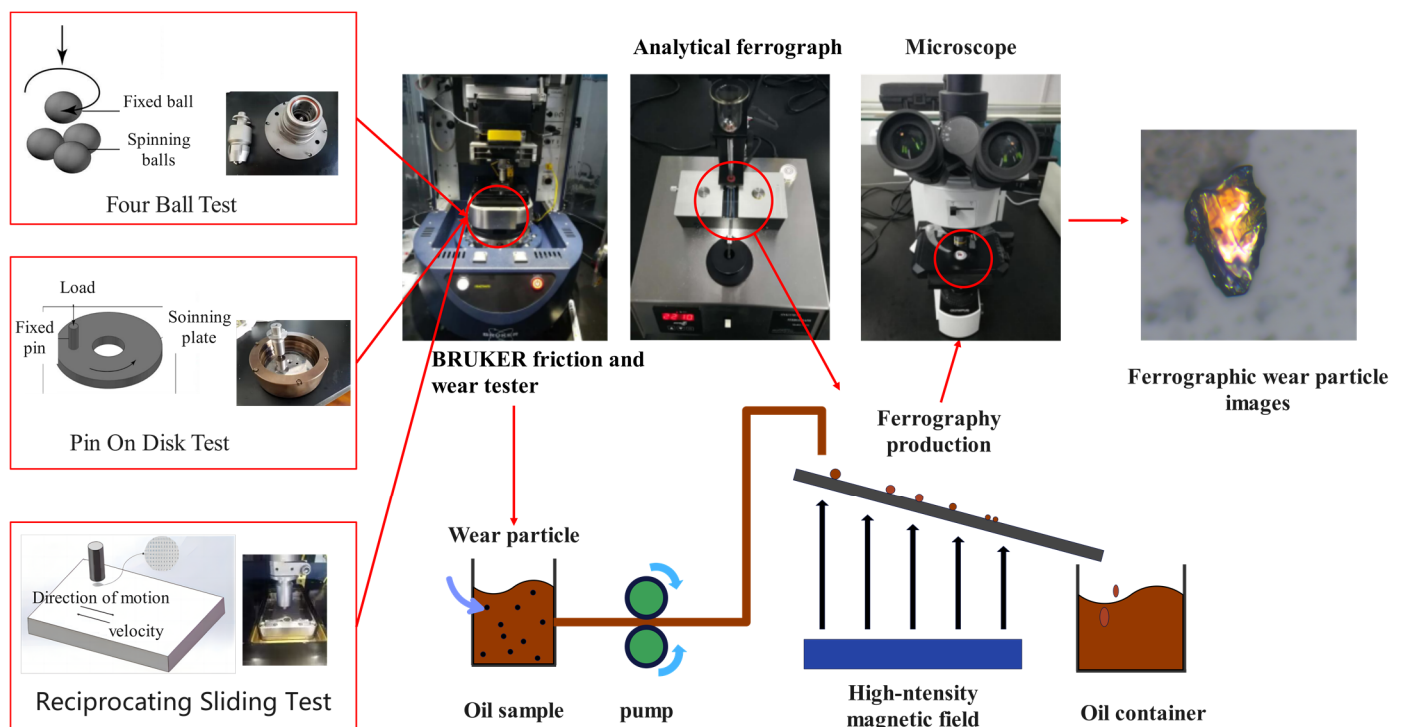 Fixed ball
Spinning
balls
Four Ball Test
Load
Fixed
pin
Soinning
plate
Pin On Disk Test
Direction of motion
velocity
Reciprocating Sliding Test
BRUKER
BRUKER friction and
wear tester
Analytical ferrograph
Microscope
OLYMPUS
Ferrographic wear particle
images
Ferrography
production
Wear particle
Oil sample
pump
High-ntensity
magnetic field
Oil container